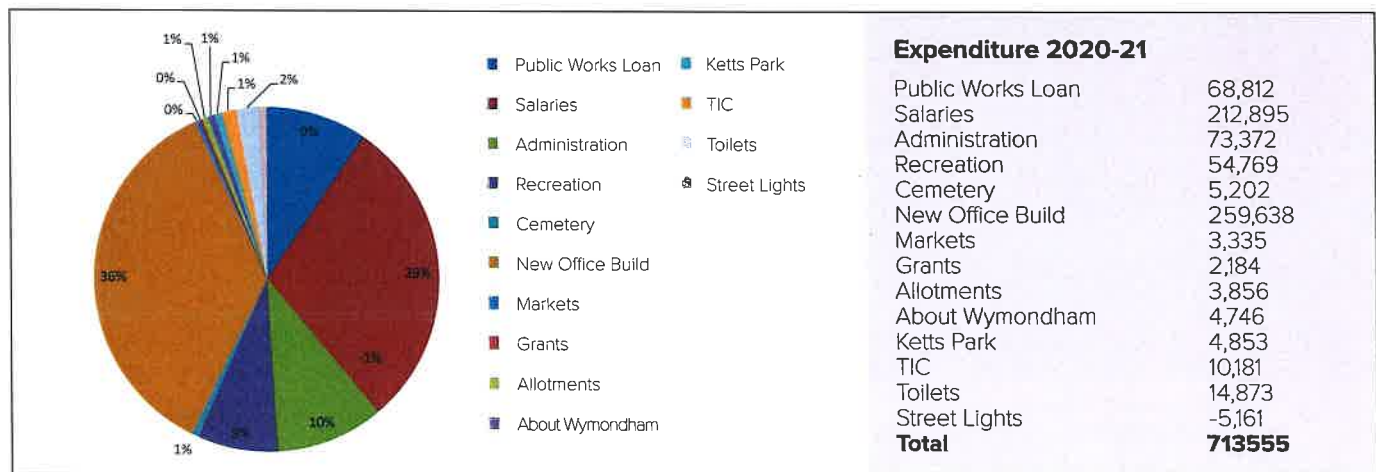 1%
1%
1%
0%
1%
2%
0%
9%
29%
-1%
10%
8%
1%
36%
Public Works Loan
Salaries
Administration
Recreation
Cemetery
New Office Build
Markets
Grants
Allotments
About Wymondham
Ketts Park
TIC
Toilets
Street Lights
Expenditure 2020-21
Public Works Loan 68,812
Salaries 212,895
Administration 73,372
Recreation 54,769
Cemetery 5,202
New Office Build 259,638
Markets 3,335
Grants 2,184
Allotments 3,856
About Wymondham 4,746
Ketts Park 4,853
TIC 10,181
Toilets 14,873
Street Lights -5,161
Total 713555